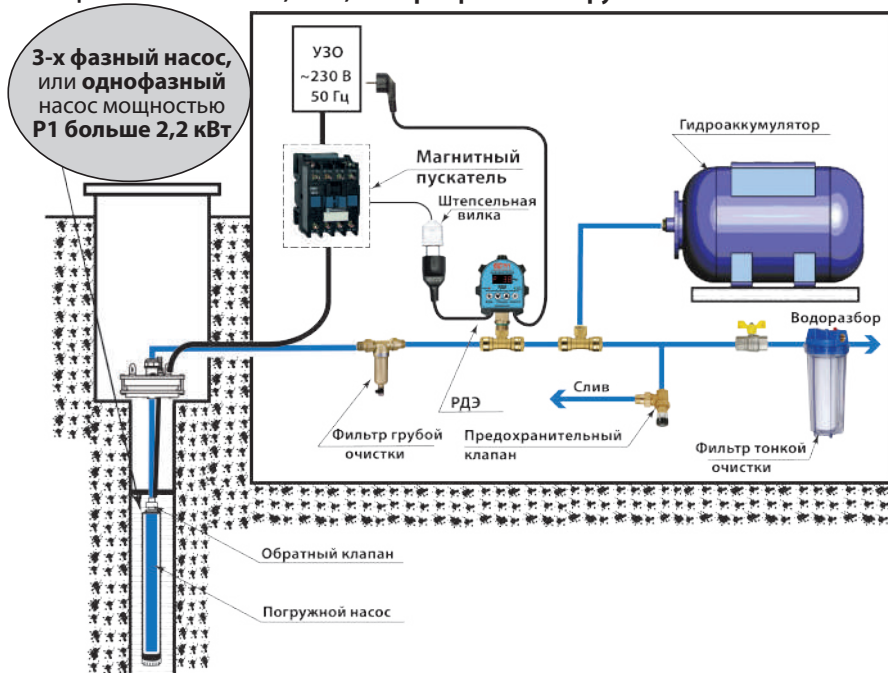 3-х фазный насос,
или однофазный
насос мощностью
Р1 больше 2,2 кВт
УЗО
~230 В
50 Гц
Магнитный
пускатель
Штепсельная
вилка
Гидроаккумулятор
Водоразбор
РДЭ
Слив
Фильтр грубой
очистки
Предохранительный
клапан
Фильтр тонкой
очистки
Обратный клапан
Погружной насос